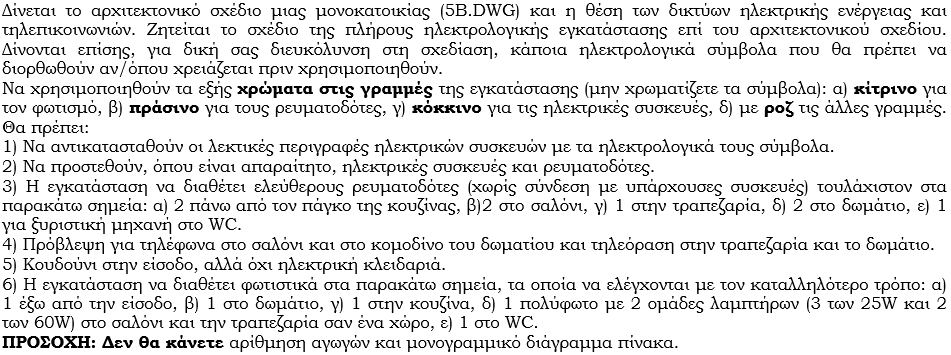 Δίνεται το αρχιτεκτονικό σχέδιο μιας μονοκατοικίας (5B.DWG) και η θέση των δικτύων ηλεκτρικής ενέργειας και
τηλεπικοινωνιών. Ζητείται το σχέδιο της πλήρους ηλεκτρολογικής εγκατάστασης επί του αρχιτεκτονικού σχεδίου.
Δίνονται επίσης, για δική σας διευκόλυνση στη σχεδίαση, κάποια ηλεκτρολογικά σύμβολα που θα πρέπει να
διορθωθούν αν/όπου χρειάζεται πριν χρησιμοποιηθούν.
Να χρησιμοποιηθούν τα εξής χρώματα στις γραμμές της εγκατάστασης (μην χρωματίζετε τα σύμβολα): α) κίτρινο για
τον φωτισμό, β) πράσινο για τους ρευματοδότες, γ) κόκκινο για τις ηλεκτρικές συσκευές, δ) με ροζ τις άλλες γραμμές.
Θα πρέπει:
1) Να αντικατασταθούν οι λεκτικές περιγραφές ηλεκτρικών συσκευών με τα ηλεκτρολογικά τους σύμβολα.
2) Να προστεθούν, όπου είναι απαραίτητο, ηλεκτρικές συσκευές και ρευματοδότες.
3) Η εγκατάσταση να διαθέτει ελεύθερους ρευματοδότες (χωρίς σύνδεση με υπάρχουσες συσκευές) τουλάχιστον στα
παρακάτω σημεία: α) 2 πάνω από τον πάγκο της κουζίνας, β)2 στο σαλόνι, γ) 1 στην τραπεζαρία, δ) 2 στο δωμάτιο, ε) 1
για ξυριστική μηχανή στο WC.
4) Πρόβλεψη για τηλέφωνα στο σαλόνι και στο κομοδίνο του δωματίου και τηλεόραση στην τραπεζαρία και το δωμάτιο.
5) Κουδούνι στην είσοδο, αλλά όχι ηλεκτρική κλειδαριά.
6) Η εγκατάσταση να διαθέτει φωτιστικά στα παρακάτω σημεία, τα οποία να ελέγχονται με τον καταλληλότερο τρόπο: α)
1 έξω από την είσοδο, β) 1 στο δωμάτιο, γ) 1 στην κουζίνα, δ) 1 πολύφωτο με 2 ομάδες λαμπτήρων (3 των 25W και 2
των 60W) στο σαλόνι και την τραπεζαρία σαν ένα χώρο, ε) 1 στο WC.
ΠΡΟΣΟΧΗ: Δεν θα κάνετε αρίθμηση αγωγών και μονογραμμικό διάγραμμα πίνακα.